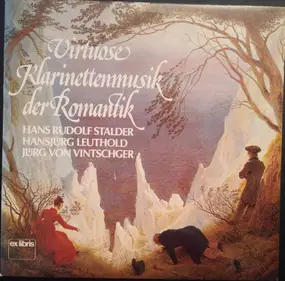 Virtuose
Klarinettenmusik
der Romantik
HANS RUDOLF STALDER
HANSJÜRG LEUTHOLD
JÜRG VON VINTSCHGER
ex libris